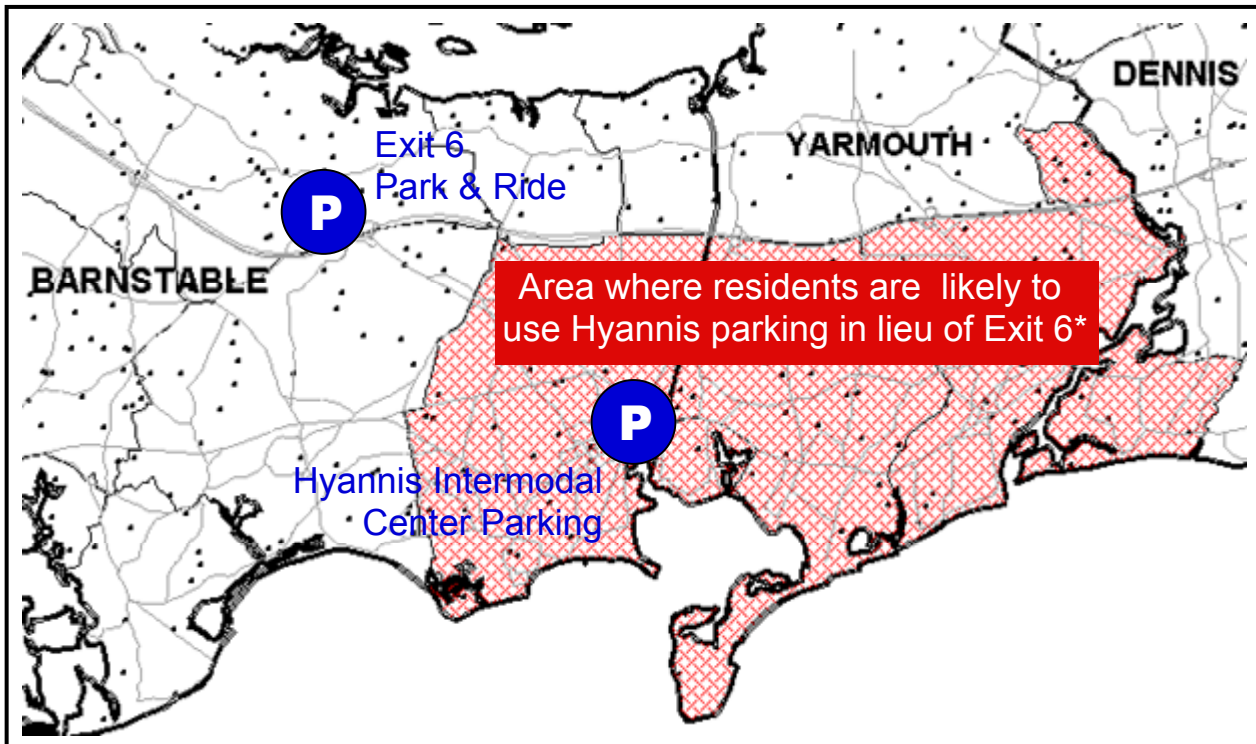 DENNIS
YARMOUTH
Exit 6
Park & Ride
P
BARNSTABLE
Area where residents are likely to
use Hyannis parking in lieu of Exit 6*
P
Hyannis Intermodal
Center Parking